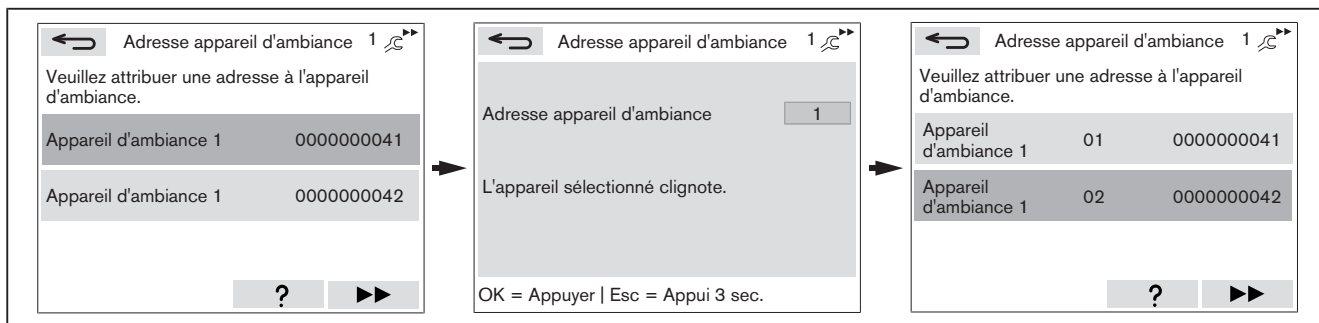 Adresse appareil d'ambiance 1
Veuillez attribuer une adresse à l'appareil
d'ambiance.
Appareil d'ambiance 1 0000000041
Appareil d'ambiance 1 0000000042
?
Adresse appareil d'ambiance 1
Adresse appareil d'ambiance 1
L'appareil sélectionné clignote.
OK = Appuyer | Esc = Appui 3 sec.
Adresse appareil d'ambiance 1
Veuillez attribuer une adresse à l'appareil
d'ambiance.
Appareil
d'ambiance 1 01 0000000041
Appareil
d'ambiance 1 02 0000000042
?